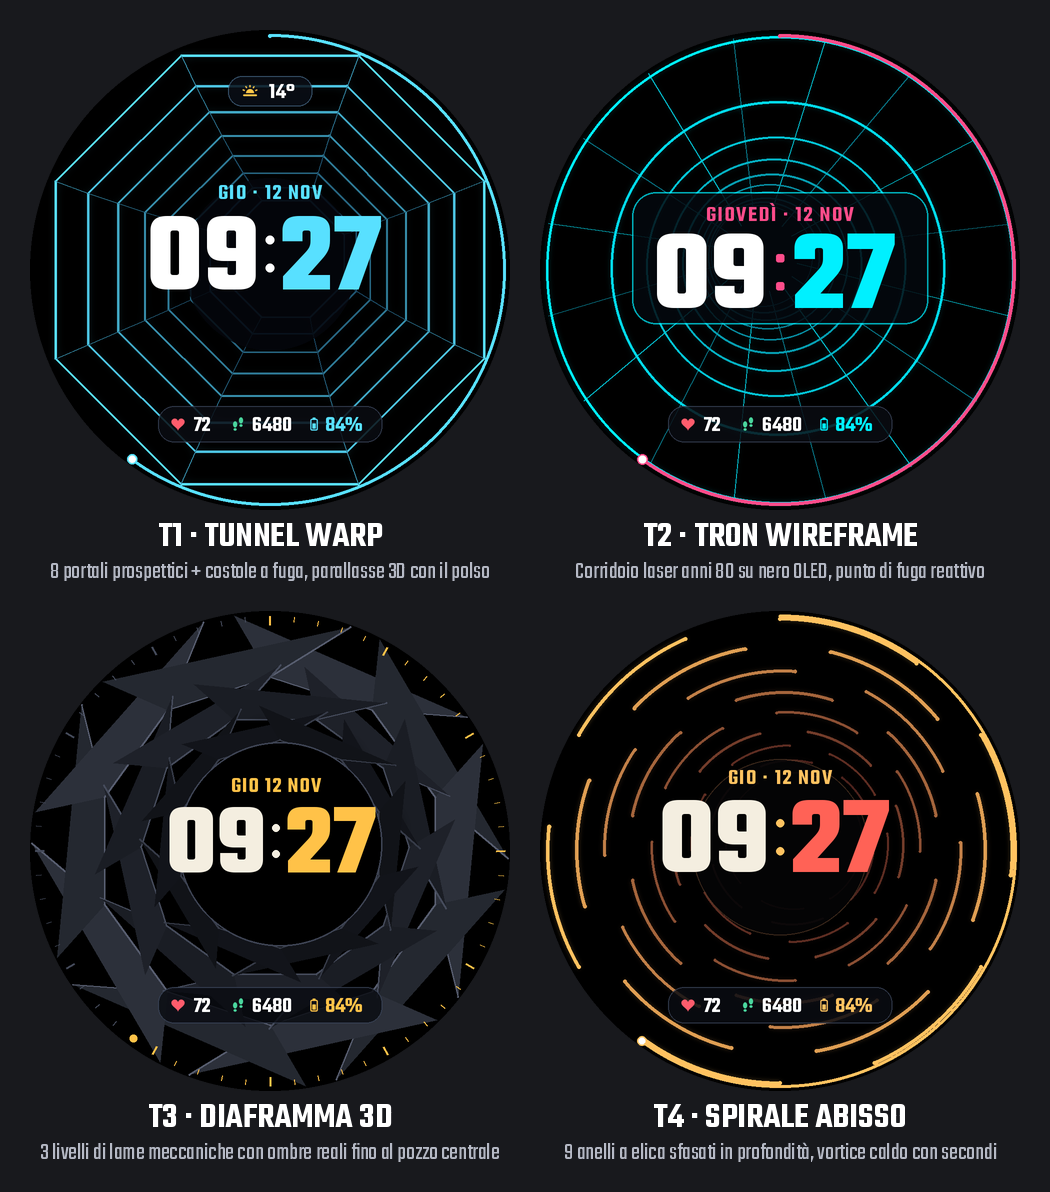 14°
GIO · 12 NOV
09:27
72 6480 84%
T1 · TUNNEL WARP
8 portali prospettici + costole a fuga, parallasse 3D con il polso
GIOVEDÌ · 12 NOV
09:27
72 6480 84%
T2 · TRON WIREFRAME
Corridoio laser anni 80 su nero OLED, punto di fuga reattivo
GIO 12 NOV
09:27
72 6480 84%
T3 · DIAFRAMMA 3D
3 livelli di lame meccaniche con ombre reali fino al pozzo centrale
GIO · 12 NOV
09:27
72 6480 84%
T4 · SPIRALE ABISSO
9 anelli a elica sfasati in profondità, vortice caldo con secondi